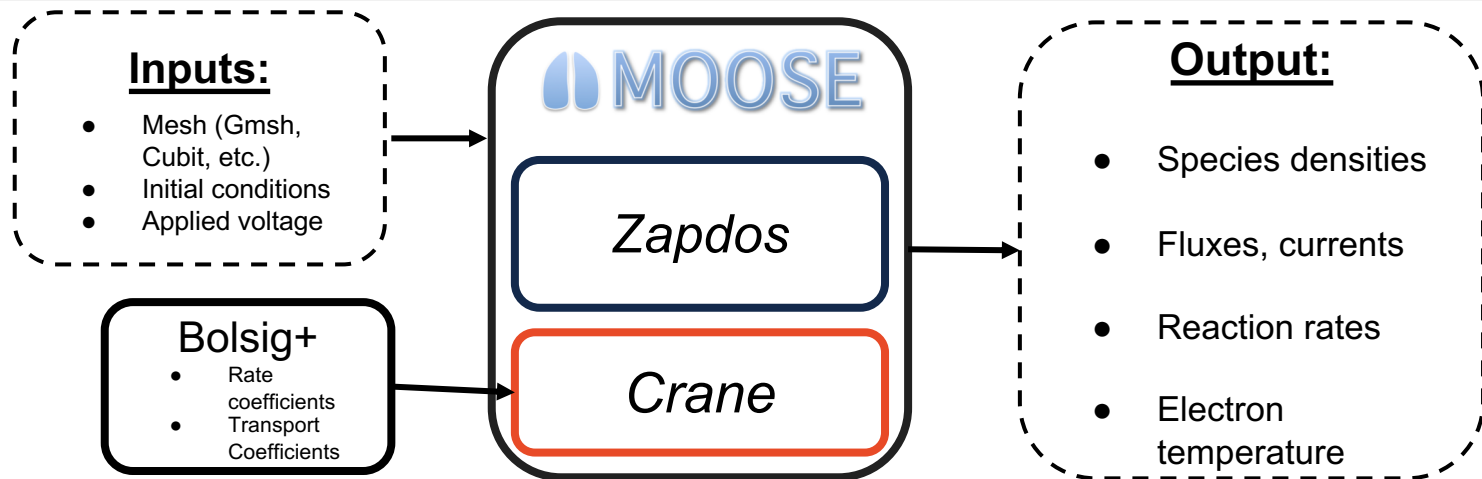 Inputs:
● Mesh (Gmsh,
Cubit, etc.)
● Initial conditions
● Applied voltage
Bolsig+
● Rate
coefficients
● Transport
Coefficients
MOOSE
Zapdos
Crane
Output:
● Species densities
● Fluxes, currents
● Reaction rates
● Electron
temperature